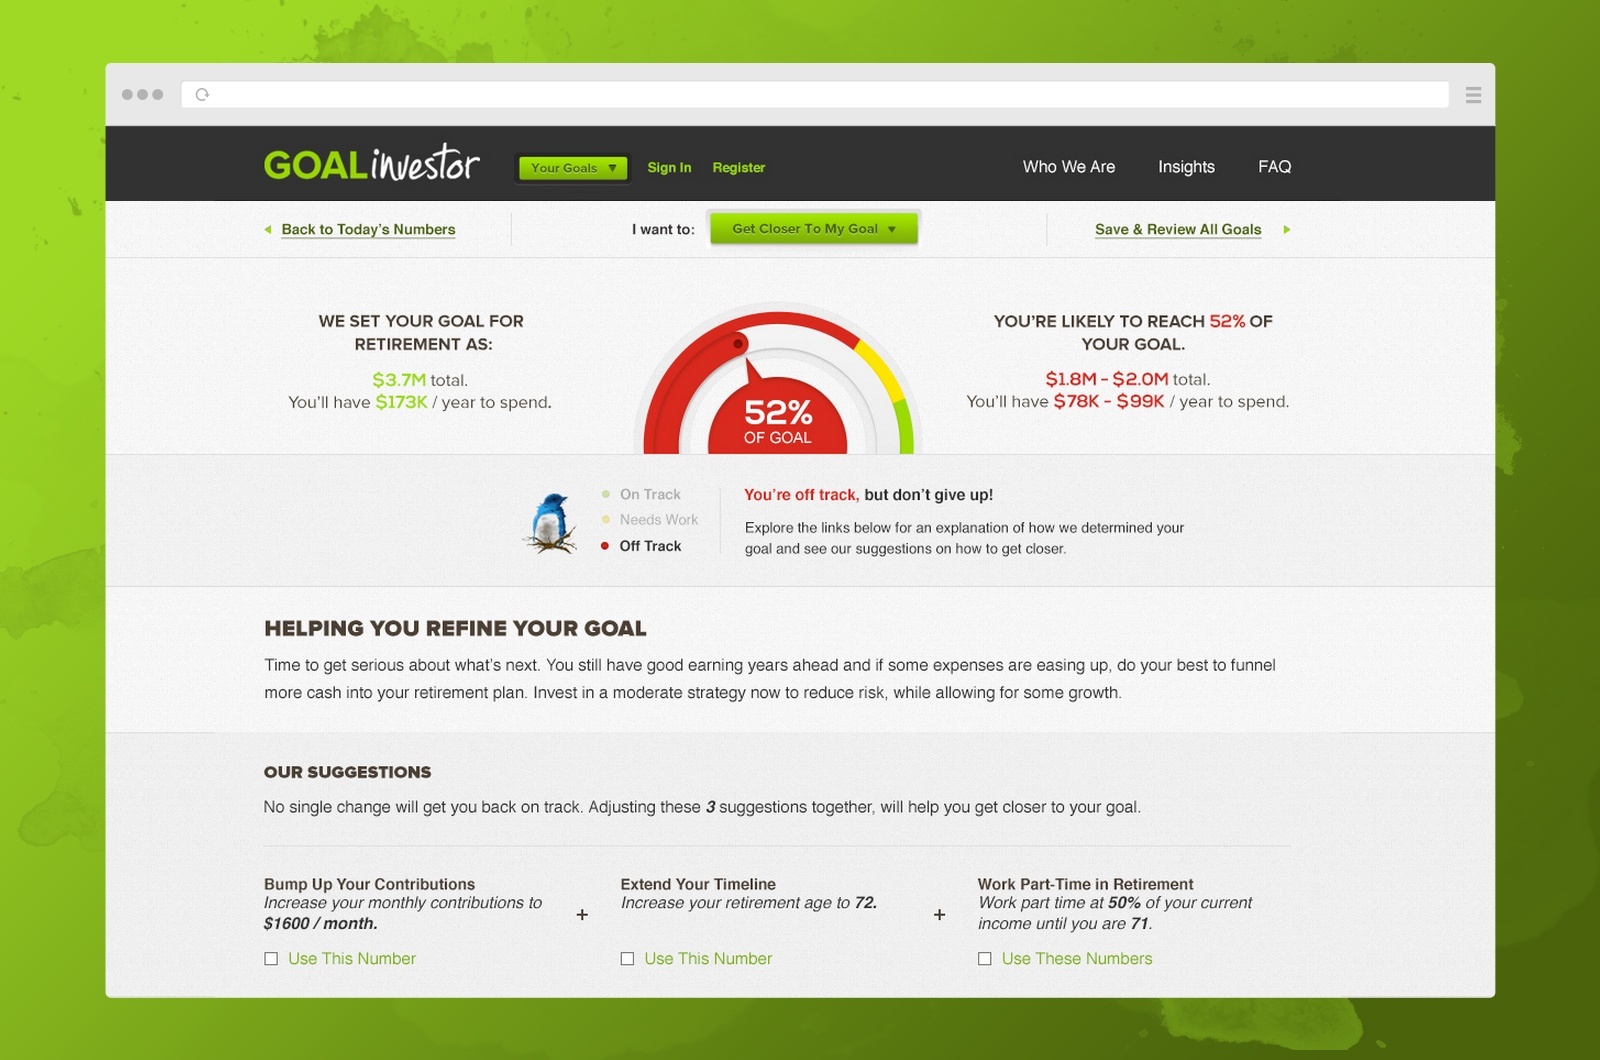 GOALinvestor
Your Goals ▼
Sign In
Register
Who We Are
Insights
FAQ
Back to Today's Numbers
I want to:
Get Closer To My Goal ▼
Save & Review All Goals
WE SET YOUR GOAL FOR
RETIREMENT AS:
$3.7M total.
You'll have $173K / year to spend.
52%
OF GOAL
YOU'RE LIKELY TO REACH 52% OF
YOUR GOAL.
$1.8M - $2.0M total.
You'll have $78K - $99K / year to spend.
On Track
Needs Work
Off Track
You're off track, but don't give up!
Explore the links below for an explanation of how we determined your
goal and see our suggestions on how to get closer.
HELPING YOU REFINE YOUR GOAL
Time to get serious about what's next. You still have good earning years ahead and if some expenses are easing up, do your best to funnel
more cash into your retirement plan. Invest in a moderate strategy now to reduce risk, while allowing for some growth.
OUR SUGGESTIONS
No single change will get you back on track. Adjusting these 3 suggestions together, will help you get closer to your goal.
Bump Up Your Contributions
Increase your monthly contributions to
$1600 / month.
Use This Number
+
Extend Your Timeline
Increase your retirement age to 72.
Use This Number
+
Work Part-Time in Retirement
Work part time at 50% of your current
income until you are 71.
Use These Numbers